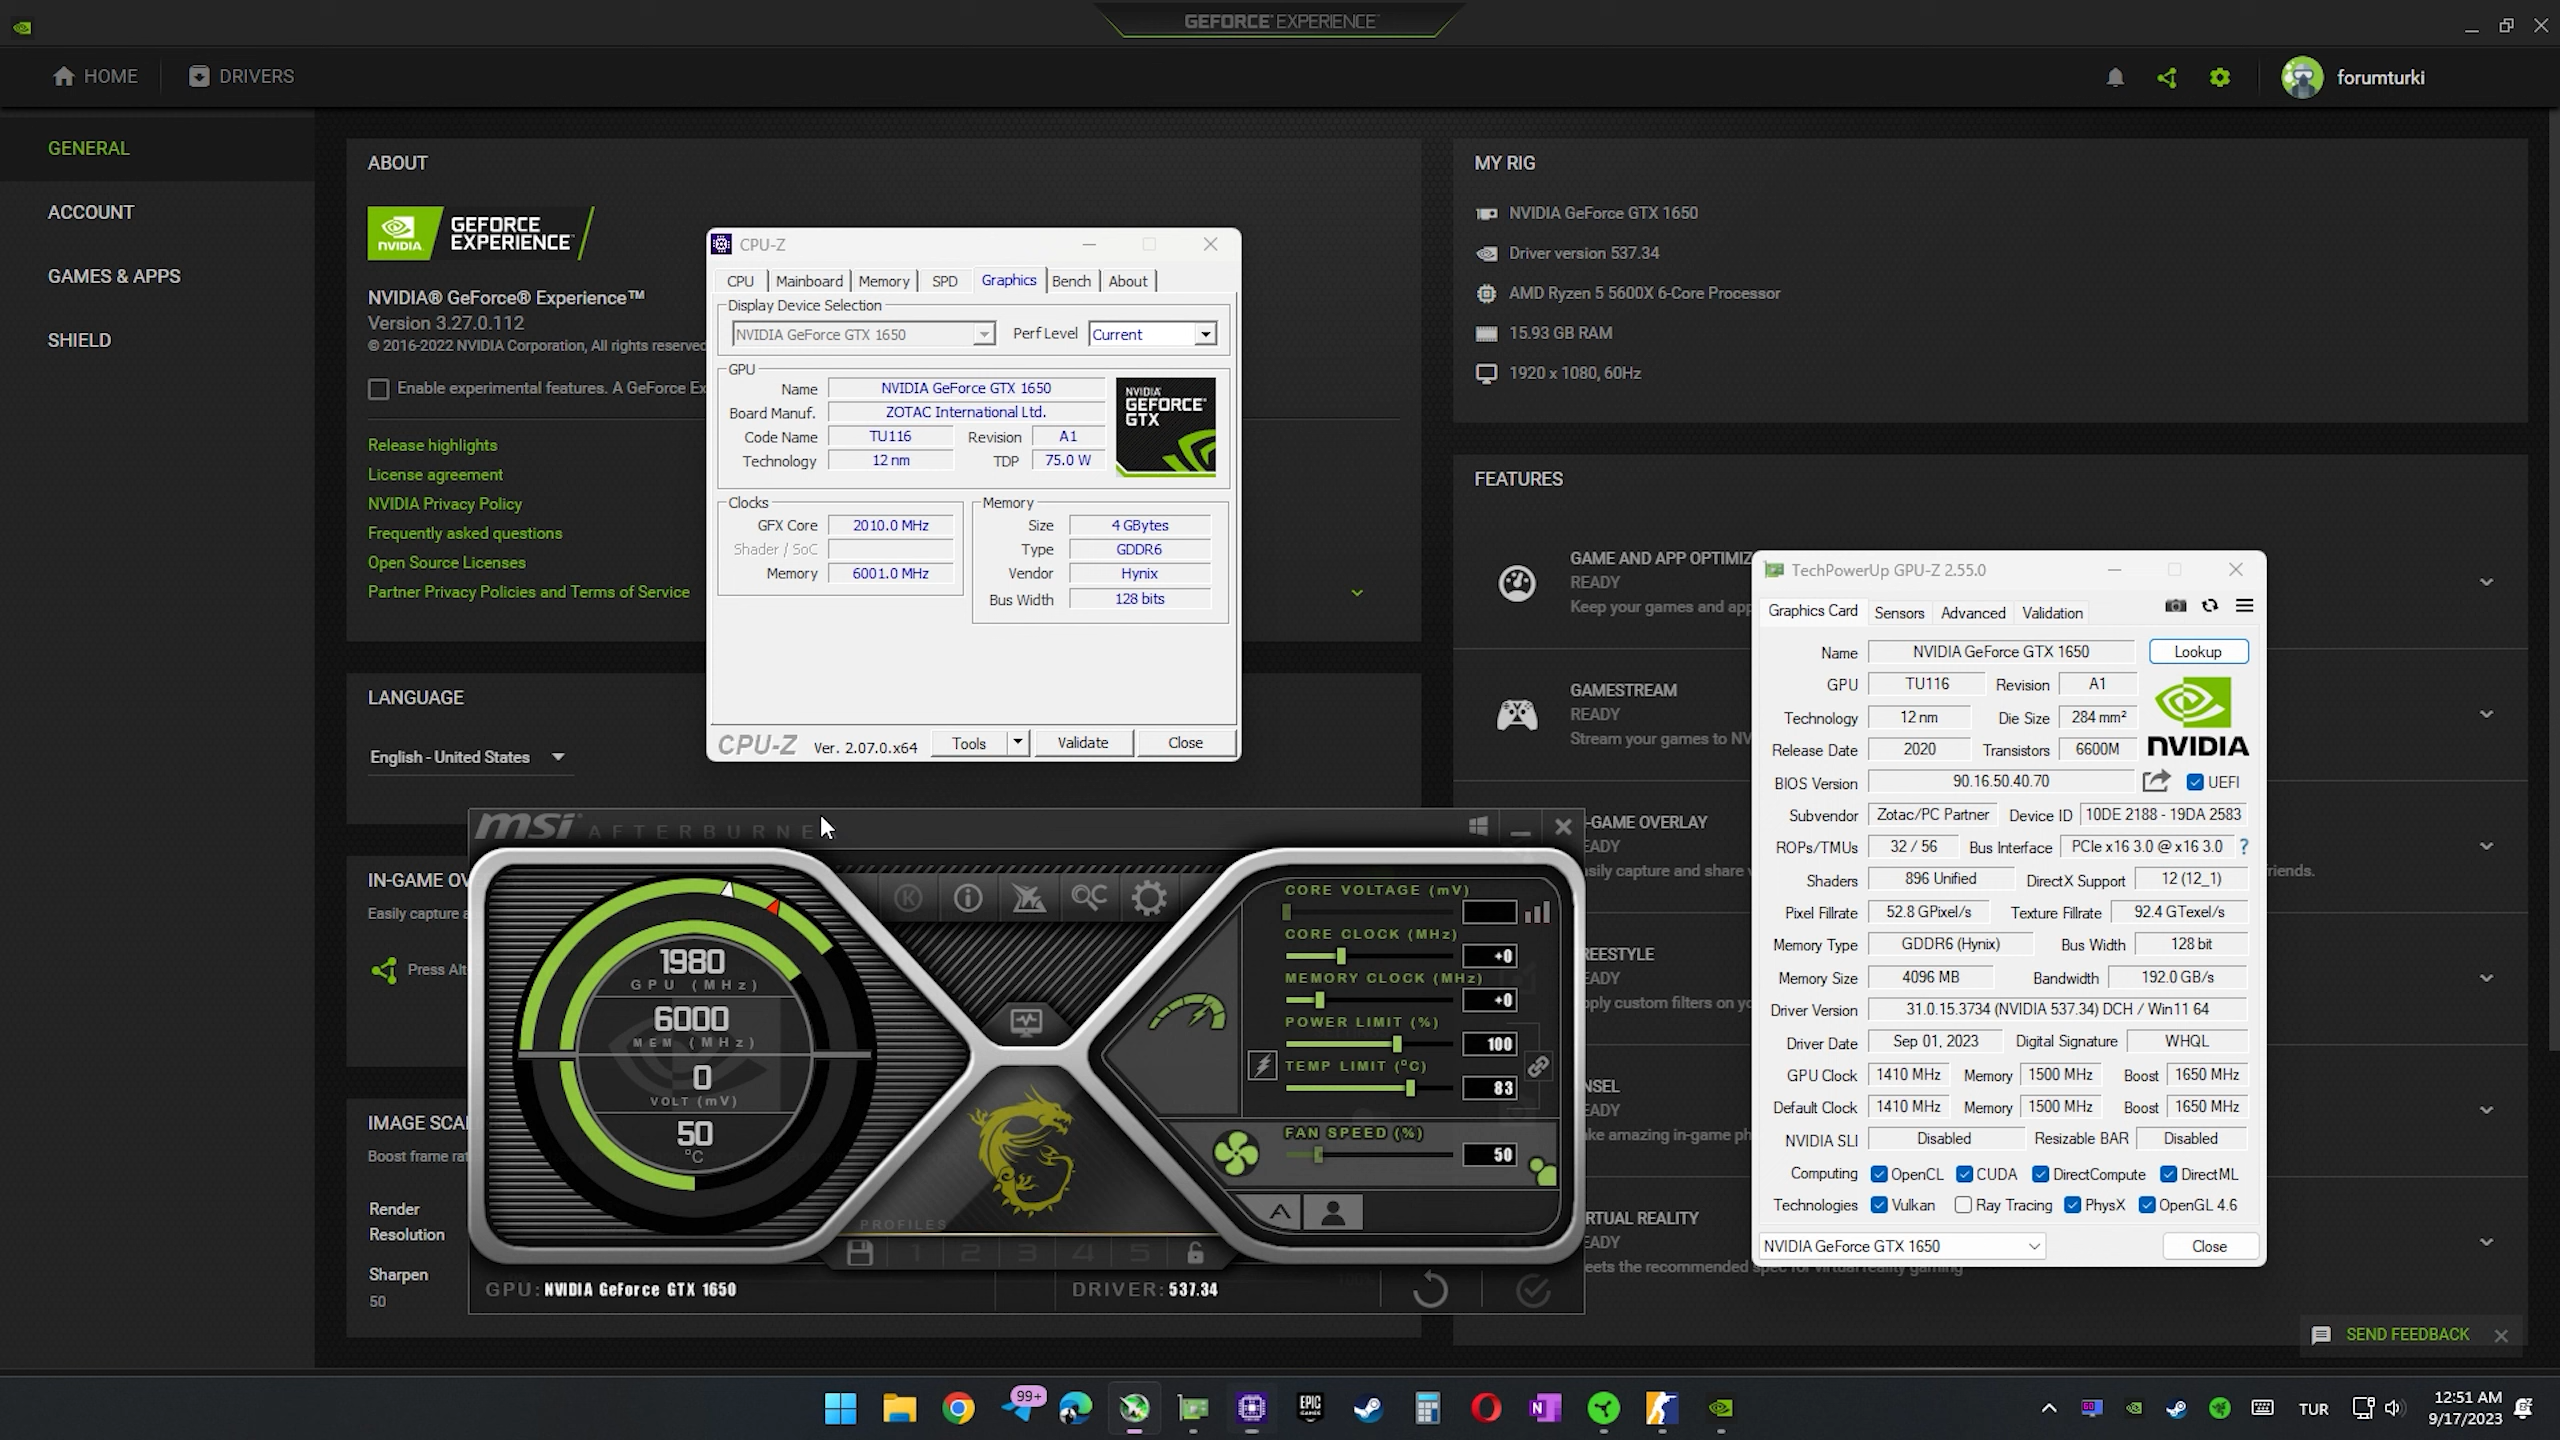 GEFORCE EXPERIENCE
HOME
DRIVERS
forumturki
GENERAL
ACCOUNT
GAMES & APPS
SHIELD
ABOUT
NVIDIA
GEFORCE EXPERIENCE
NVIDIA® GeForce® Experience™
Version 3.27.0.112
© 2016-2022 NVIDIA Corporation, All rights reserved
Enable experimental features. A GeForce Ex
Release highlights
License agreement
NVIDIA Privacy Policy
Frequently asked questions
Open Source Licenses
Partner Privacy Policies and Terms of Service
LANGUAGE
English - United States
IN-GAME OV
Easily capture a
Press Alt
IMAGE SCA
Boost frame rat
Render
Resolution
Sharpen
50
MY RIG
NVIDIA GeForce GTX 1650
Driver version 537.34
AMD Ryzen 5 5600X 6-Core Processor
15.93 GB RAM
1920 x 1080, 60Hz
FEATURES
GAME AND APP OPTIMIZ
READY
Keep your games and app
GAMESTREAM
READY
Stream your games to NV
-GAME OVERLAY
EADY
asily capture and share
riends.
REESTYLE
EADY
pply custom filters on yo
NSEL
EADY
ake amazing in-game ph
RTUAL REALITY
EADY
eets the recommended spec for virtual reality gaming
SEND FEEDBACK
CPU-Z
CPU Mainboard Memory SPD Graphics Bench About
Display Device Selection
NVIDIA GeForce GTX 1650 Perf Level Current
GPU
Name NVIDIA GeForce GTX 1650
Board Manuf. ZOTAC International Ltd.
Code Name TU116 Revision A1
Technology 12 nm TDP 75.0 W
NVIDIA
GEFORCE
GTX
Clocks
GFX Core 2010.0 MHz
Shader / SoC
Memory 6001.0 MHz
Memory
Size 4 GBytes
Type GDDR6
Vendor Hynix
Bus Width 128 bits
CPU-Z Ver. 2.07.0.x64 Tools Validate Close
msi AFTERBURNE
1980
GPU (MHz)
6000
MEM (MHz)
0
VOLT (mV)
50
°C
K
CORE VOLTAGE (mV)
CORE CLOCK (MHz)
+0
MEMORY CLOCK (MHz)
+0
POWER LIMIT (%)
100
TEMP LIMIT (°C)
83
FAN SPEED (%)
50
A
PROFILES
1 2 3 4 5
GPU: NVIDIA GeForce GTX 1650
DRIVER: 537.34
TechPowerUp GPU-Z 2.55.0
Graphics Card Sensors Advanced Validation
Name NVIDIA GeForce GTX 1650 Lookup
GPU TU116 Revision A1
Technology 12 nm Die Size 284 mm²
Release Date 2020 Transistors 6600M
NVIDIA
BIOS Version 90.16.50.40.70 UEFI
Subvendor Zotac/PC Partner Device ID 10DE 2188 - 19DA 2583
ROPs/TMUs 32 / 56 Bus Interface PCIe x16 3.0 @ x16 3.0 ?
Shaders 896 Unified DirectX Support 12 (12_1)
Pixel Fillrate 52.8 GPixel/s Texture Fillrate 92.4 GTexel/s
Memory Type GDDR6 (Hynix) Bus Width 128 bit
Memory Size 4096 MB Bandwidth 192.0 GB/s
Driver Version 31.0.15.3734 (NVIDIA 537.34) DCH / Win11 64
Driver Date Sep 01, 2023 Digital Signature WHQL
GPU Clock 1410 MHz Memory 1500 MHz Boost 1650 MHz
Default Clock 1410 MHz Memory 1500 MHz Boost 1650 MHz
NVIDIA SLI Disabled Resizable BAR Disabled
Computing OpenCL CUDA DirectCompute DirectML
Technologies Vulkan Ray Tracing PhysX OpenGL 4.6
NVIDIA GeForce GTX 1650 Close
99+
EPIC GAMES
N
TUR
12:51 AM
9/17/2023